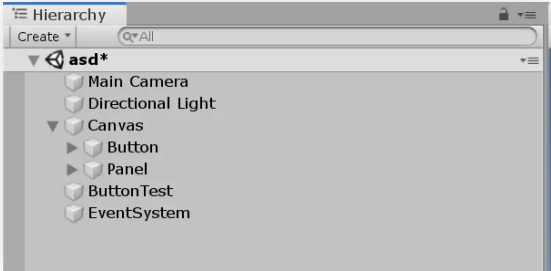 Hierarchy
Create All
asd*
Main Camera
Directional Light
Canvas
Button
Panel
ButtonTest
EventSystem